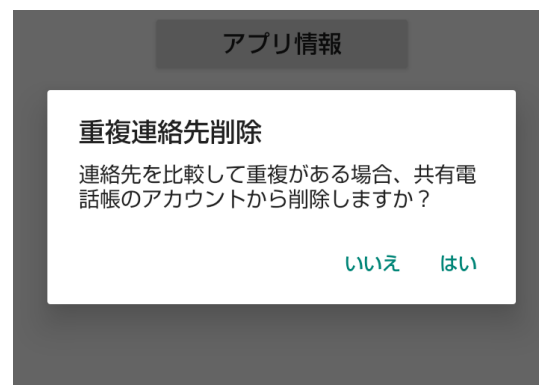 アプリ情報
重複連絡先削除
連絡先を比較して重複がある場合、共有電
話帳のアカウントから削除しますか？
いいえ はい